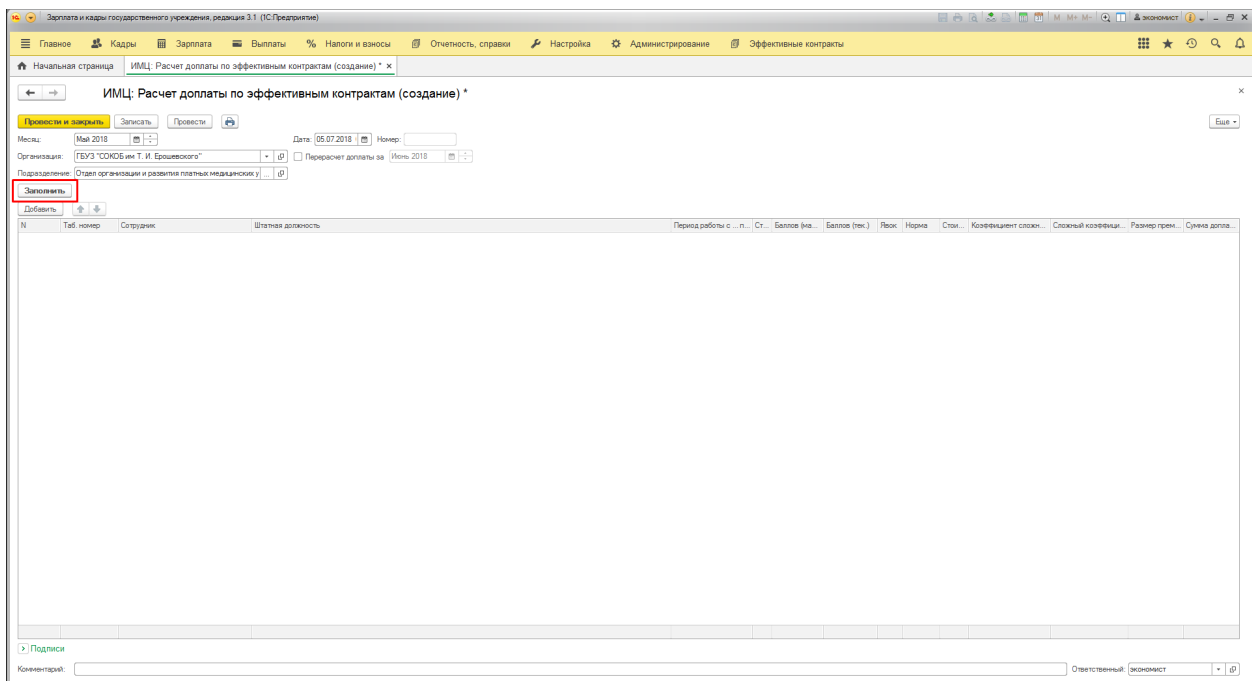 Зарплата и кадры государственного учреждения, редакция 3.1 (1С:Предприятие) M M+ M- экономист
Главное Кадры Зарплата Выплаты % Налоги и взносы Отчетность, справки Настройка Администрирование Эффективные контракты
Начальная страница ИМЦ: Расчет доплаты по эффективным контрактам (создание) * ×
ИМЦ: Расчет доплаты по эффективным контрактам (создание) *
Провести и закрыть Записать Провести Еще
Месяц: Май 2018 Дата: 05.07.2018 Номер:
Организация: ГБУЗ "СОКОБ им Т. И. Ерошевского" Перерасчет доплаты за Июнь 2018
Подразделение: Отдел организации и развития платных медицинских у ...
Заполнить
Добавить
N Таб. номер Сотрудник Штатная должность Период работы с ... п... Ст... Баллов (ма... Баллов (тек.) Явок Норма Стои... Коэффициент сложн... Сложный коэффици... Размер прем... Сумма допла...
Подписи
Комментарий: Ответственный: экономист